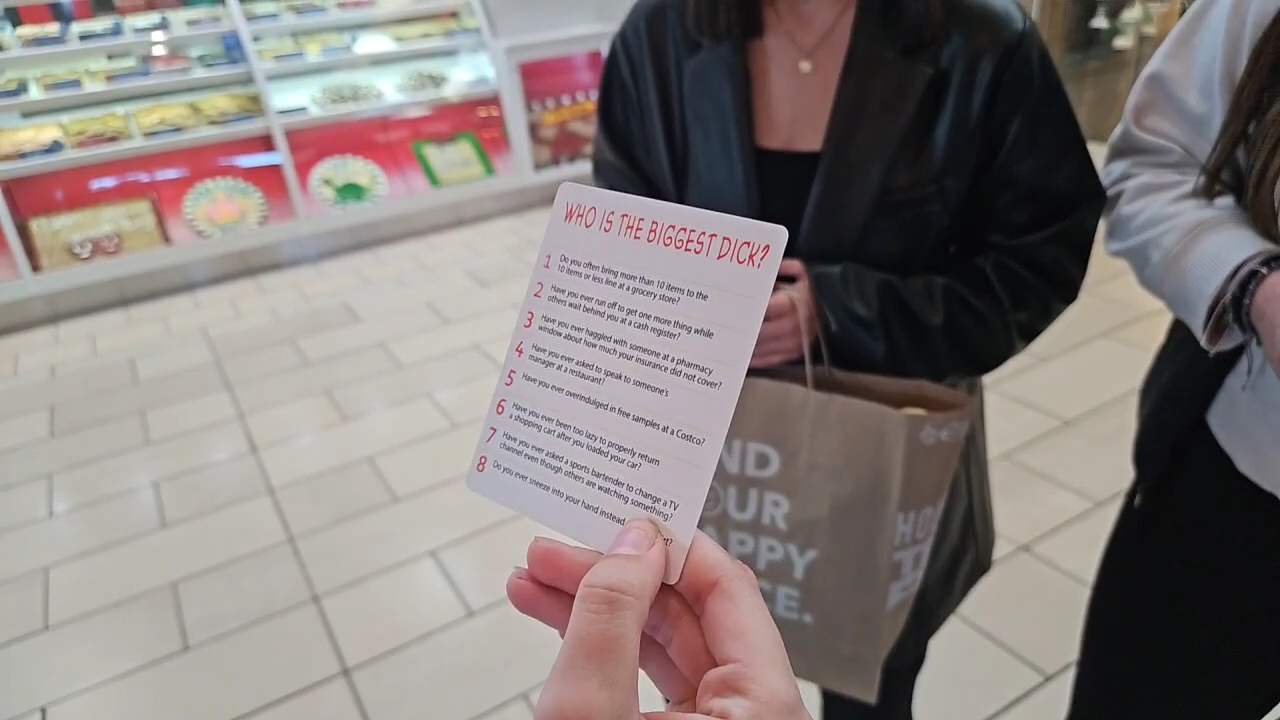 WHO IS THE BIGGEST DICK?
1 Do you often bring more than 10 items to the
10 items or less line at a grocery store?
2 Have you ever run off to get one more thing while
others wait behind you at a cash register?
3 Have you ever haggled with someone at a pharmacy
window about how much your insurance did not cover?
4 Have you ever asked to speak to someone's
manager at a restaurant?
5 Have you ever overindulged in free samples at a Costco?
6 Have you ever been too lazy to properly return
a shopping cart after you loaded your car?
7 Have you ever asked a sports bartender to change a TV
channel even though others are watching something?
8 Do you ever sneeze into your hand instead
ND
OUR
APPY
CE.
HO